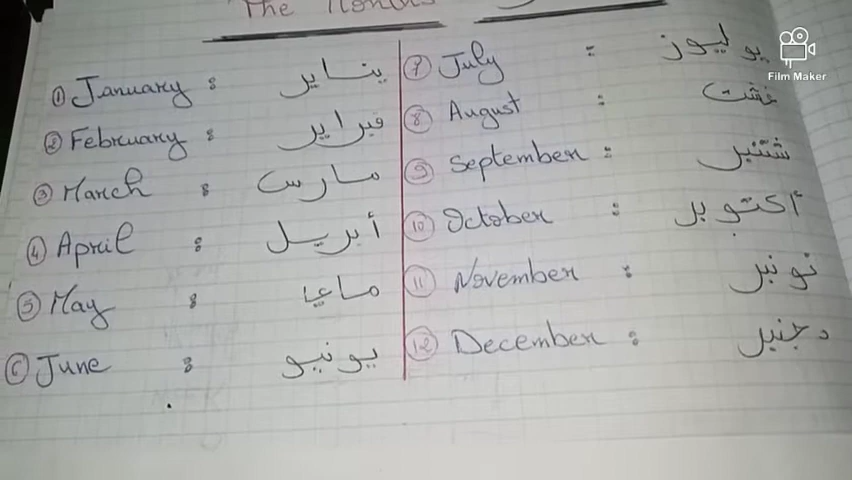 The Months
① January : يناير
② February : فبراير
③ March : مارس
④ April : أبريل
⑤ May : ماي
⑥ June : يونيو
⑦ July : يوليوز
⑧ August : غشت
⑨ September : شتنبر
⑩ October : أكتوبر
⑪ November : نونبر
⑫ December : دجنبر
Film Maker